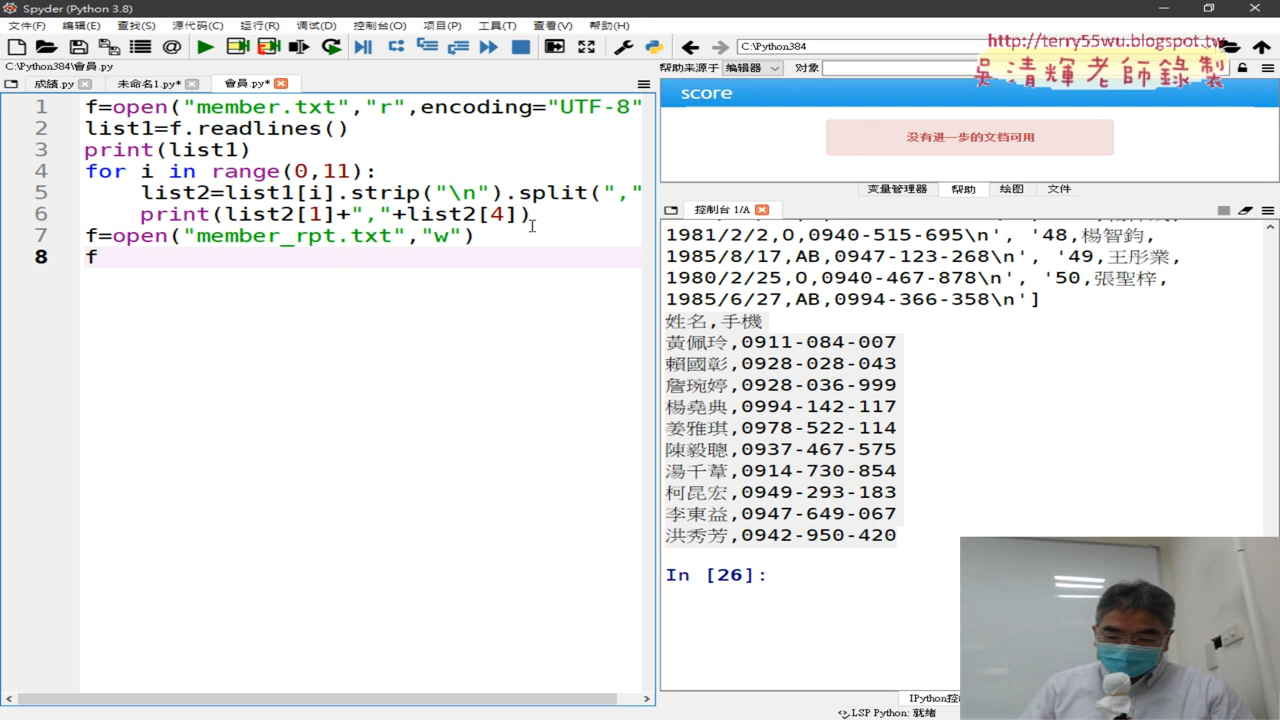 Spyder (Python 3.8)
文件(F) 编辑(E) 查找(S) 源代码(C) 运行(R) 调试(D) 控制台(O) 项目(P) 工具(T) 查看(V) 帮助(H)
C:\Python384
http://terry55wu.blogspot.tw
吳清輝老師錄製
C:\Python384\會員.py
帮助来源于 编辑器 对象
成績.py 未命名1.py* 會員.py*
1 f=open("member.txt","r",encoding="UTF-8"
2 list1=f.readlines()
3 print(list1)
4 for i in range(0,11):
5 list2=list1[i].strip("\n").split(","
6 print(list2[1]+","+list2[4])
7 f=open("member_rpt.txt","w")
8 f
score
没有进一步的文档可用
变量管理器 帮助 绘图 文件
控制台 1/A
1981/2/2,O,0940-515-695\n', '48,楊智鈞,
1985/8/17,AB,0947-123-268\n', '49,王彤業,
1980/2/25,O,0940-467-878\n', '50,張聖梓,
1985/6/27,AB,0994-366-358\n']
姓名,手機
黃佩玲,0911-084-007
賴國彰,0928-028-043
詹琬婷,0928-036-999
楊堯典,0994-142-117
姜雅琪,0978-522-114
陳毅聰,0937-467-575
湯千葦,0914-730-854
柯昆宏,0949-293-183
李東益,0947-649-067
洪秀芳,0942-950-420
In [26]:
LSP Python: 就绪